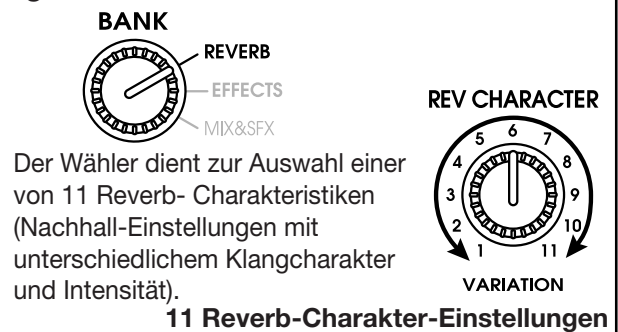 BANK
REVERB
EFFECTS
MIX&SFX
Der Wähler dient zur Auswahl einer
von 11 Reverb- Charakteristiken
(Nachhall-Einstellungen mit
unterschiedlichem Klangcharakter
und Intensität).
REV CHARACTER
1 2 3 4 5 6 7 8 9 10 11
VARIATION
11 Reverb-Charakter-Einstellungen